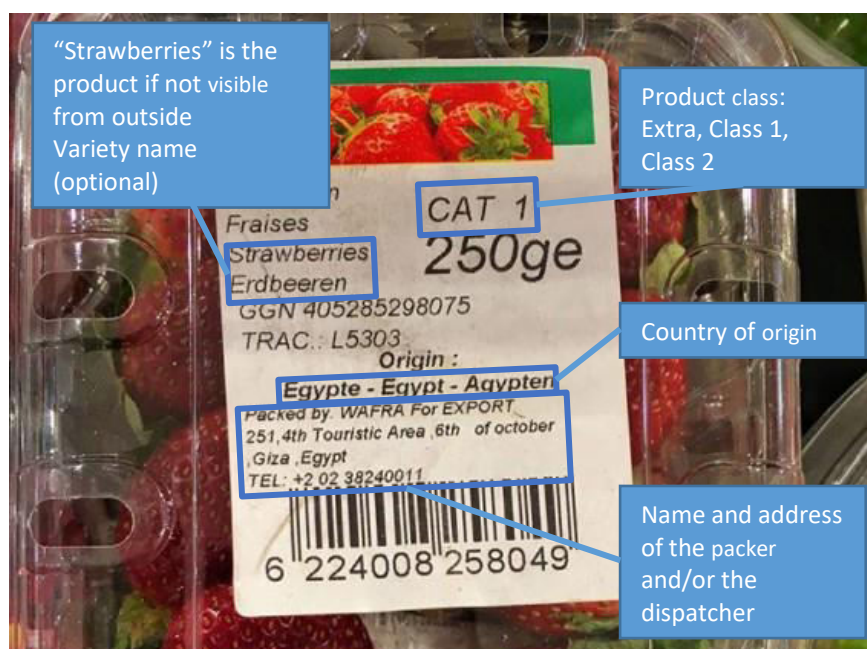 “Strawberries” is the
product if not visible
from outside
Variety name
(optional)
Product class:
Extra, Class 1,
Class 2
Fraises
CAT 1
Strawberries
250ge
Erdbeeren
GGN 405285298075
TRAC.: L5303
Origin :
Egypte - Egypt - Agypten
Country of origin
Packed by. WAFRA For EXPORT
251,4th Touristic Area ,6th of october
,Giza ,Egypt
TEL: +2 02 38240011
Name and address
of the packer
and/or the
dispatcher
6 224008 258049